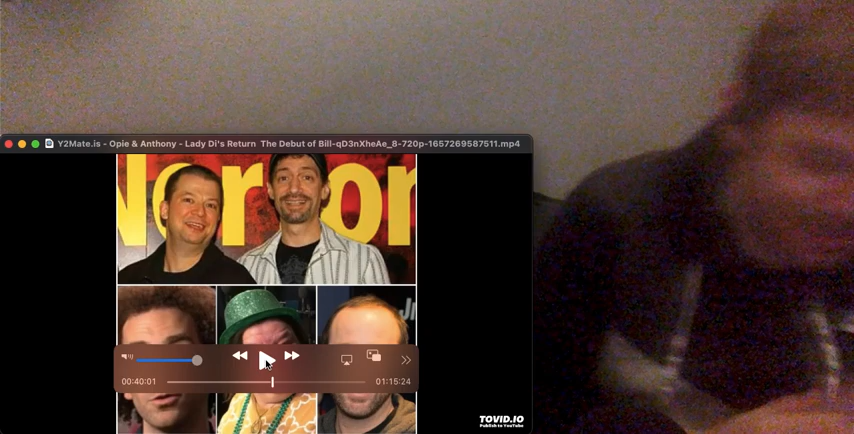 Y2Mate.is - Opie & Anthony - Lady Di's Return The Debut of Bill-qD3nXheAe_8-720p-1657269587511.mp4
Norton
00:40:01
01:15:24
TOVID.IO
Publish to YouTube